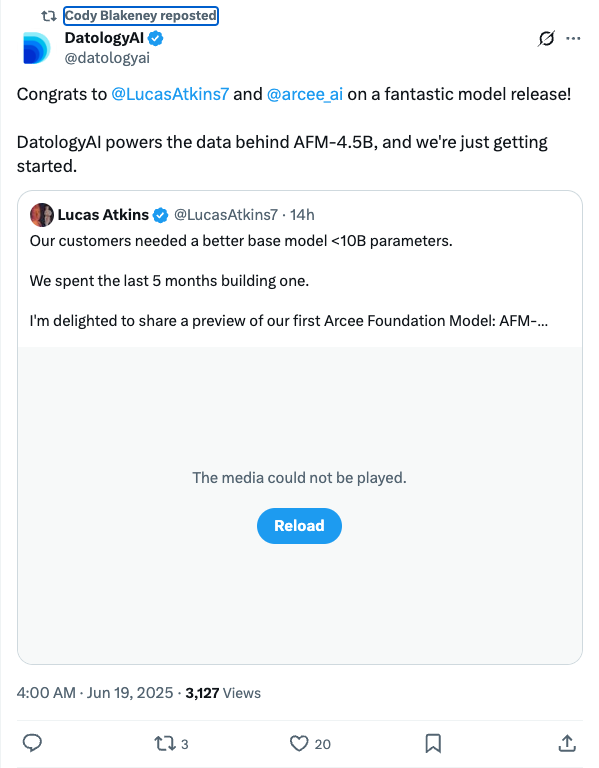 Cody Blakeney reposted
DatologyAI
@datologyai
Congrats to @LucasAtkins7 and @arcee_ai on a fantastic model release!
DatologyAI powers the data behind AFM-4.5B, and we're just getting
started.
Lucas Atkins @LucasAtkins7 · 14h
Our customers needed a better base model <10B parameters.
We spent the last 5 months building one.
I'm delighted to share a preview of our first Arcee Foundation Model: AFM-...
The media could not be played.
Reload
4:00 AM · Jun 19, 2025 · 3,127 Views
3 20